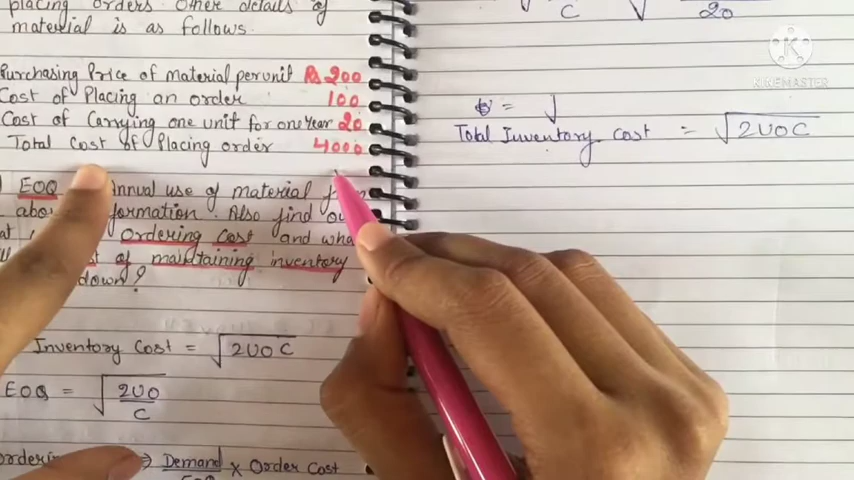 placing orders. Other details of
material is as follows.
Purchasing Price of material per unit Rs 200
Cost of Placing an order 100
Cost of Carrying one unit for one Year 20
Total Cost of Placing order 4000
EOQ Annual use of material
formation. Also find
ordering cost and
of maintaining inventory
down?
Inventory Cost = √2UOC
EOQ = √2UO/C
Demand x Order Cost
C
20
=
Total Inventory cost = √2UOC
KINEMASTER